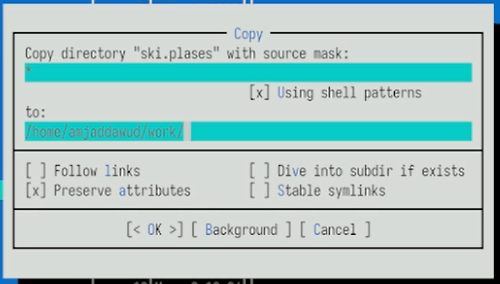 Copy
Copy directory "ski.plases" with source mask:
*
[x] Using shell patterns
to:
/home/amjaddawud/work/
[ ] Follow links [ ] Dive into subdir if exists
[x] Preserve attributes [ ] Stable symlinks
[< OK >] [ Background ] [ Cancel ]